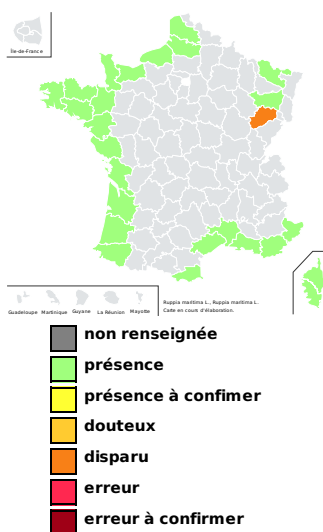 Île-de-France
Guadeloupe Martinique Guyane La Réunion Mayotte
Ruppia maritima L., Ruppia maritima L.
Carte en cours d'élaboration.
non renseignée
présence
présence à confimer
douteux
disparu
erreur
erreur à confirmer